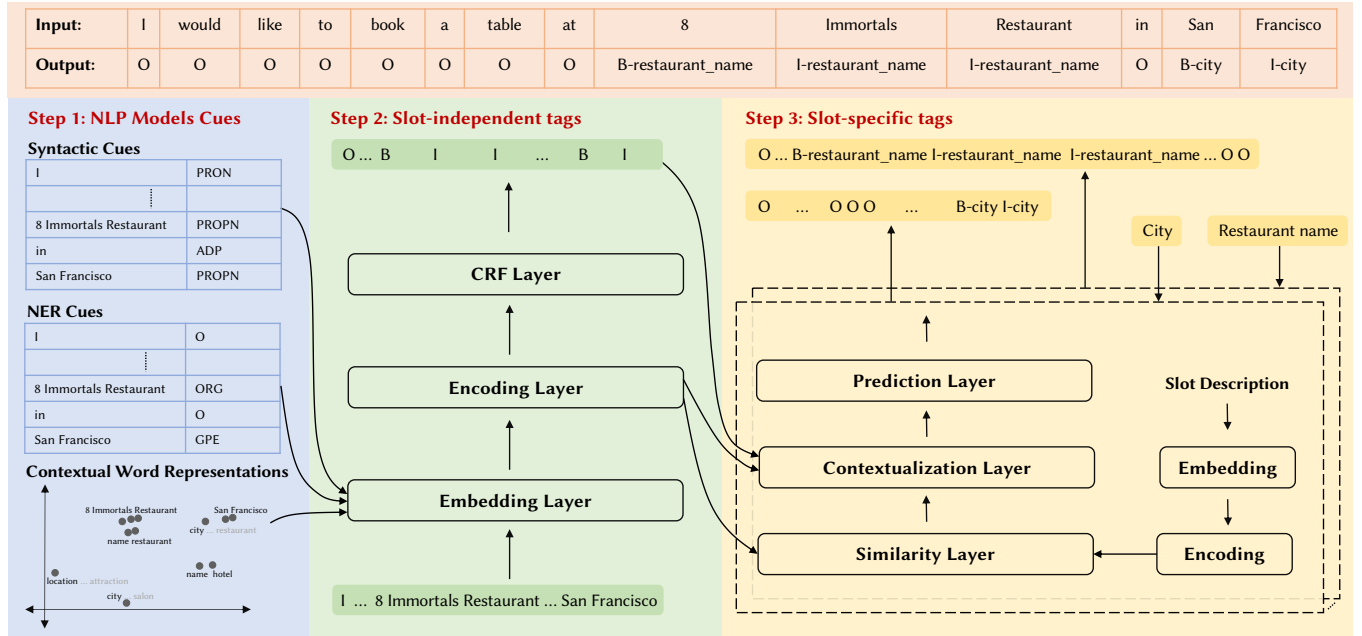 Input: I would like to book a table at 8 Immortals Restaurant in San Francisco
Output: O O O O O O O O B-restaurant_name I-restaurant_name I-restaurant_name O B-city I-city
Step 1: NLP Models Cues
Syntactic Cues
I PRON
8 Immortals Restaurant PROPN
in ADP
San Francisco PROPN
NER Cues
I O
8 Immortals Restaurant ORG
in O
San Francisco GPE
Contextual Word Representations
8 Immortals Restaurant
San Francisco
city ... restaurant
name restaurant
name hotel
location ... attraction
city ... salon
Step 2: Slot-independent tags
O ... B I I ... B I
CRF Layer
Encoding Layer
Embedding Layer
I ... 8 Immortals Restaurant ... San Francisco
Step 3: Slot-specific tags
O ... B-restaurant_name I-restaurant_name I-restaurant_name ... O O
O ... O O O ... B-city I-city
City
Restaurant name
Prediction Layer
Slot Description
Contextualization Layer
Embedding
Similarity Layer
Encoding